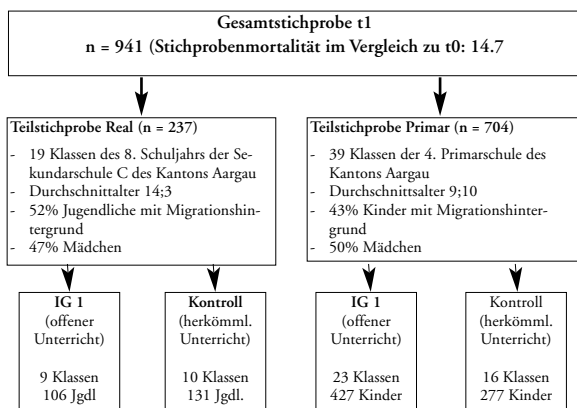 Gesamtstichprobe t1
n = 941 (Stichprobenmortalität im Vergleich zu t0: 14.7
Teilstichprobe Real (n = 237)
- 19 Klassen des 8. Schuljahrs der Se-
kundarschule C des Kantons Aargau
- Durchschnittalter 14;3
- 52% Jugendliche mit Migrationshin-
tergrund
- 47% Mädchen
Teilstichprobe Primar (n = 704)
- 39 Klassen der 4. Primarschule des
Kantons Aargau
- Durchschnittsalter 9;10
- 43% Kinder mit Migrationshinter-
grund
- 50% Mädchen
IG 1
(offener
Unterricht)
9 Klassen
106 Jgdl
Kontroll
(herkömml.
Unterricht)
10 Klassen
131 Jgdl.
IG 1
(offener
Unterricht)
23 Klassen
427 Kinder
Kontroll
(herkömml.
Unterricht)
16 Klassen
277 Kinder